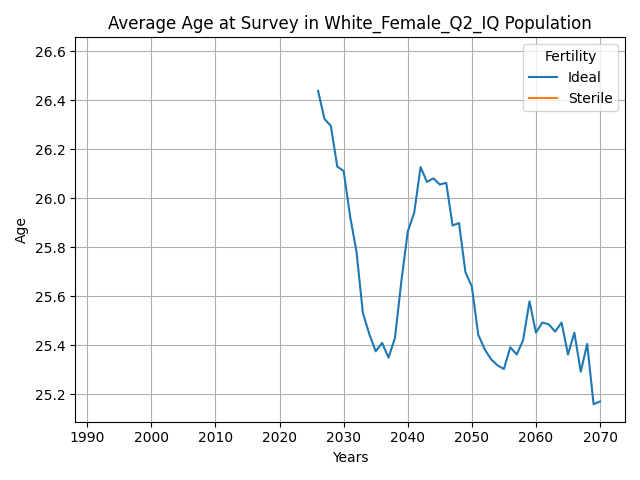 Average Age at Survey in White_Female_Q2_IQ Population
Fertility
Ideal
Sterile
26.6
26.4
26.2
26.0
25.8
25.6
25.4
25.2
Age
1990 2000 2010 2020 2030 2040 2050 2060 2070
Years